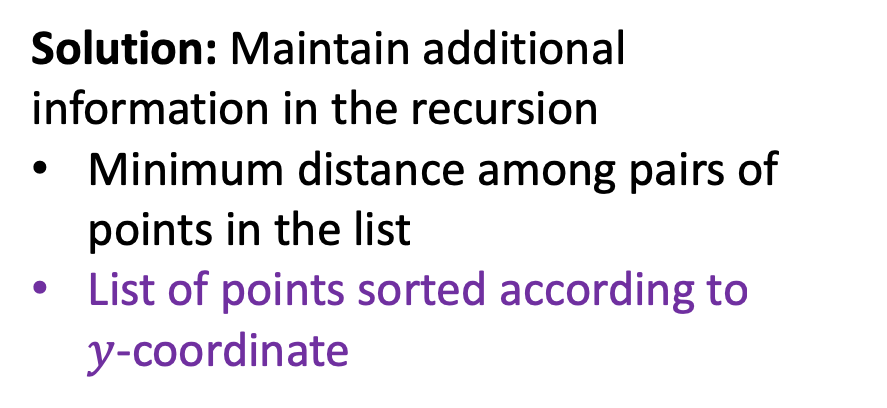 Solution: Maintain additional
information in the recursion
• Minimum distance among pairs of
points in the list
• List of points sorted according to
y-coordinate